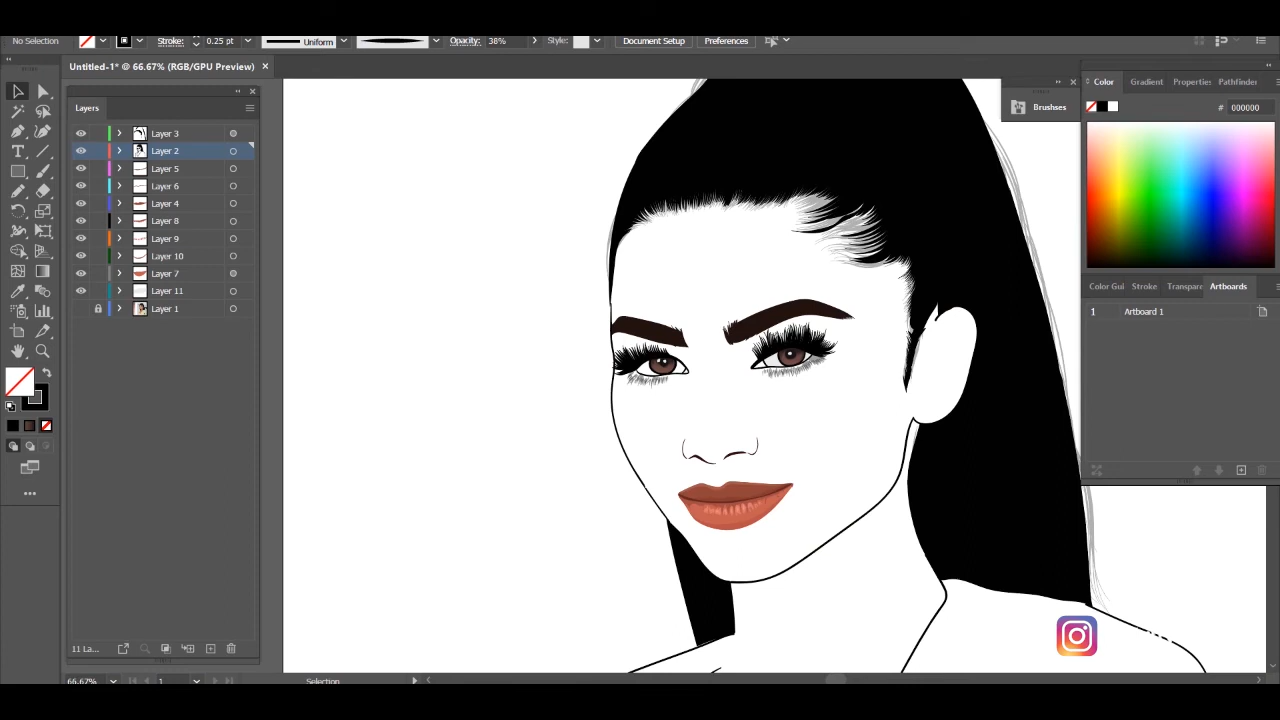 No Selection Stroke: 0.25 pt Uniform Opacity: 38% Style: Document Setup Preferences
Untitled-1* @ 66.67% (RGB/GPU Preview)
Layers
Layer 3
Layer 2
Layer 5
Layer 6
Layer 4
Layer 8
Layer 9
Layer 10
Layer 7
Layer 11
Layer 1
11 La...
Brushses
Color Gradient Properties Pathfinder
# 000000
Color Gui Stroke Transpare Artboards
1 Artboard 1
66.67% 1 Selection